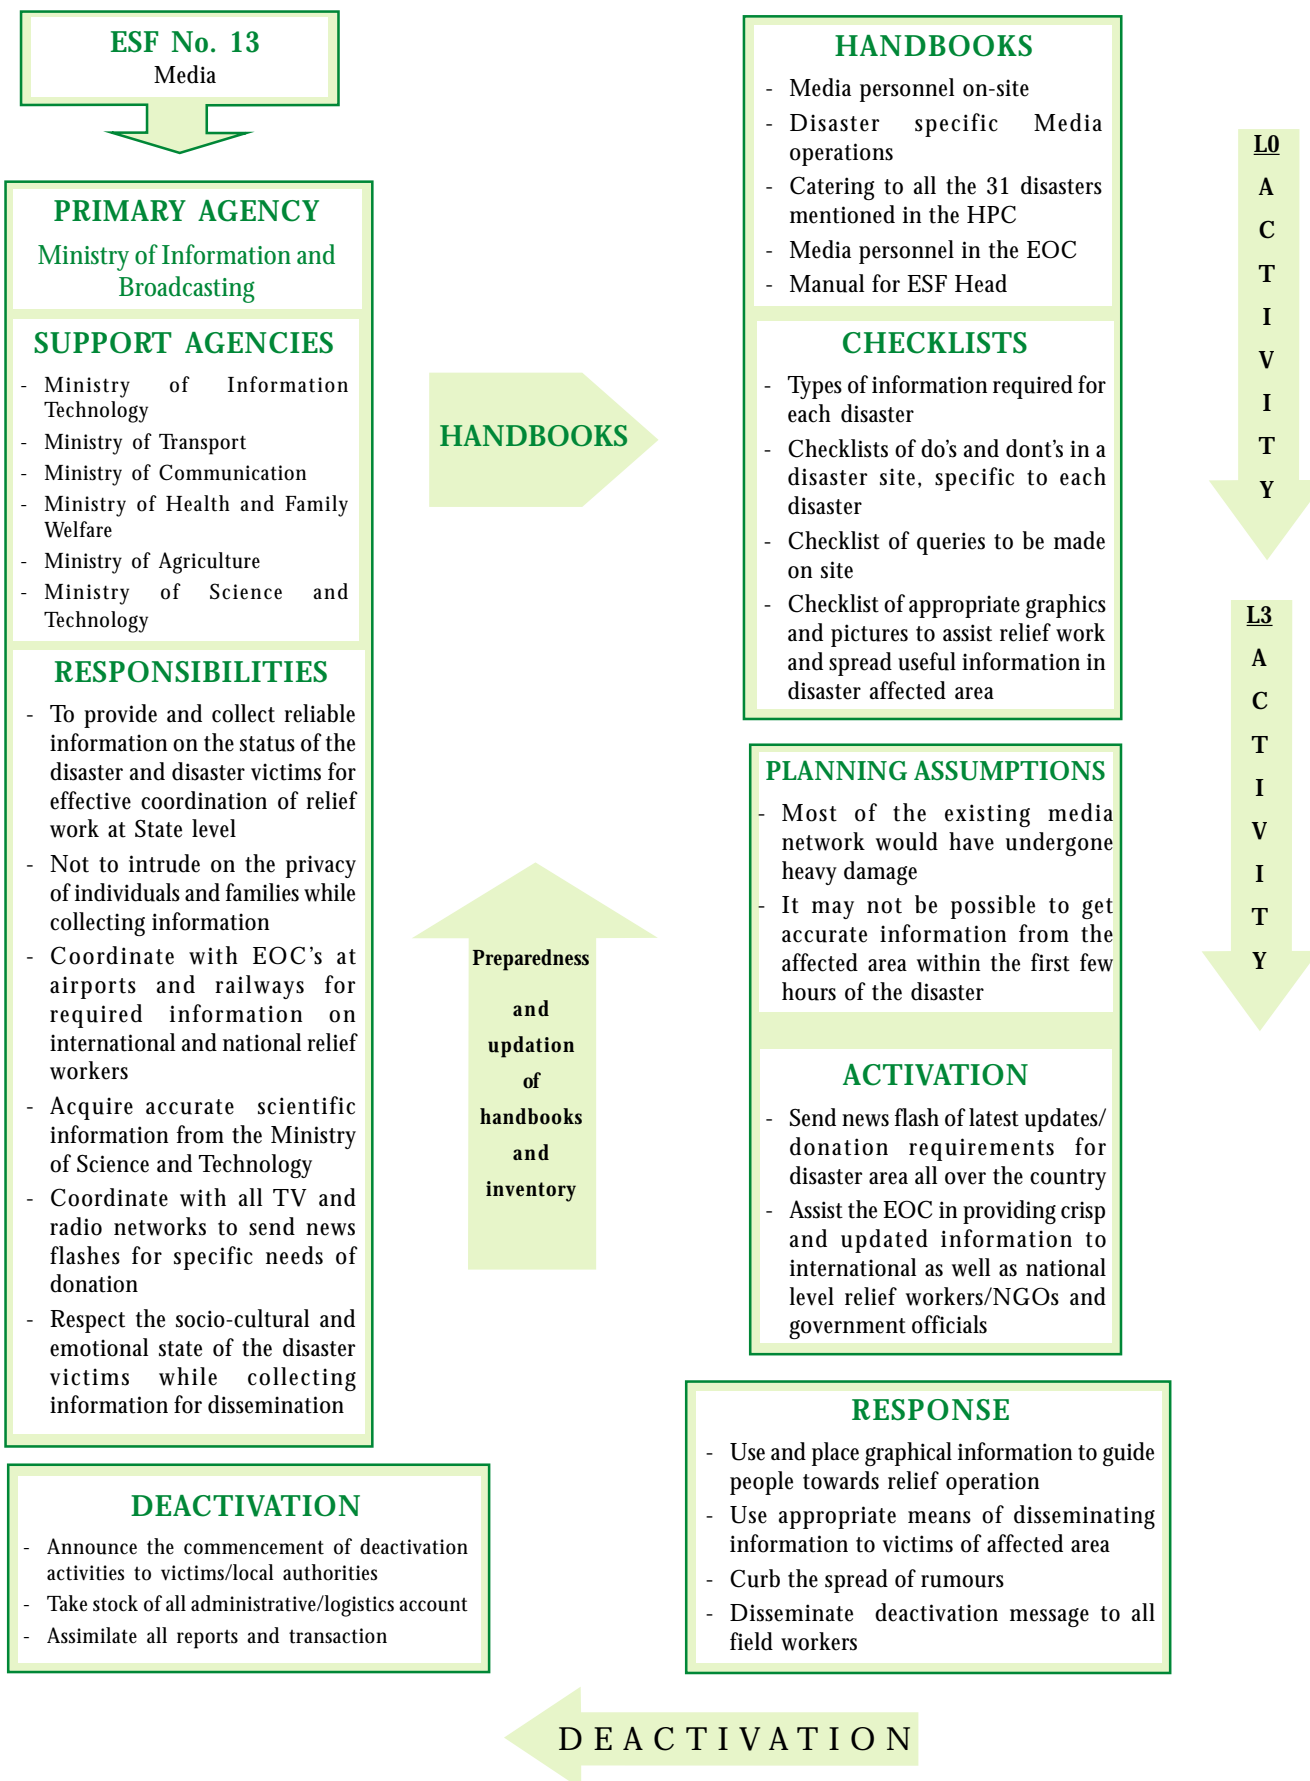 ESF No. 13
Media
PRIMARY AGENCY
Ministry of Information and
Broadcasting
SUPPORT AGENCIES
- Ministry of Information
Technology
- Ministry of Transport
- Ministry of Communication
- Ministry of Health and Family
Welfare
- Ministry of Agriculture
- Ministry of Science and
Technology
RESPONSIBILITIES
- To provide and collect reliable
information on the status of the
disaster and disaster victims for
effective coordination of relief
work at State level
- Not to intrude on the privacy
of individuals and families while
collecting information
- Coordinate with EOC's at
airports and railways for
required information on
international and national relief
workers
- Acquire accurate scientific
information from the Ministry
of Science and Technology
- Coordinate with all TV and
radio networks to send news
flashes for specific needs of
donation
- Respect the socio-cultural and
emotional state of the disaster
victims while collecting
information for dissemination
HANDBOOKS
HANDBOOKS
- Media personnel on-site
- Disaster specific Media
operations
- Catering to all the 31 disasters
mentioned in the HPC
- Media personnel in the EOC
- Manual for ESF Head
CHECKLISTS
- Types of information required for
each disaster
- Checklists of do's and dont's in a
disaster site, specific to each
disaster
- Checklist of queries to be made
on site
- Checklist of appropriate graphics
and pictures to assist relief work
and spread useful information in
disaster affected area
L0
A
C
T
I
V
I
T
Y
Preparedness
and
updation
of
handbooks
and
inventory
PLANNING ASSUMPTIONS
- Most of the existing media
network would have undergone
heavy damage
- It may not be possible to get
accurate information from the
affected area within the first few
hours of the disaster
ACTIVATION
- Send news flash of latest updates/
donation requirements for
disaster area all over the country
- Assist the EOC in providing crisp
and updated information to
international as well as national
level relief workers/NGOs and
government officials
L3
A
C
T
I
V
I
T
Y
RESPONSE
- Use and place graphical information to guide
people towards relief operation
- Use appropriate means of disseminating
information to victims of affected area
- Curb the spread of rumours
- Disseminate deactivation message to all
field workers
DEACTIVATION
DEACTIVATION
- Announce the commencement of deactivation
activities to victims/local authorities
- Take stock of all administrative/logistics account
- Assimilate all reports and transaction